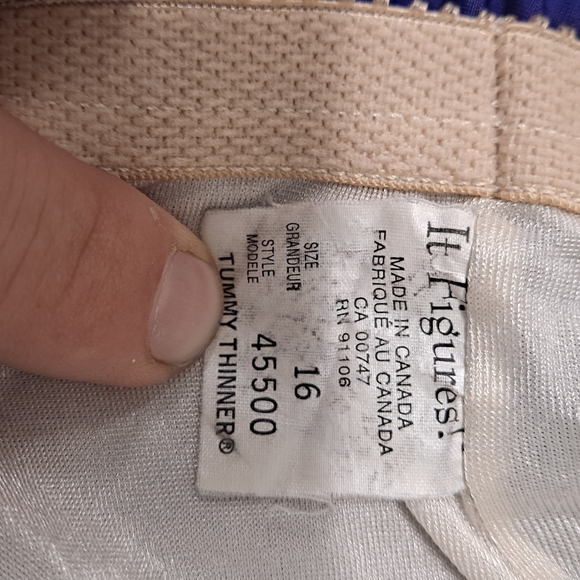 It Figures!
MADE IN CANADA
FABRIQUÉ AU CANADA
CA 00747
RN 91106
SIZE
GRANDEUR 16
STYLE
MODELE 45500
TUMMY THINNER®